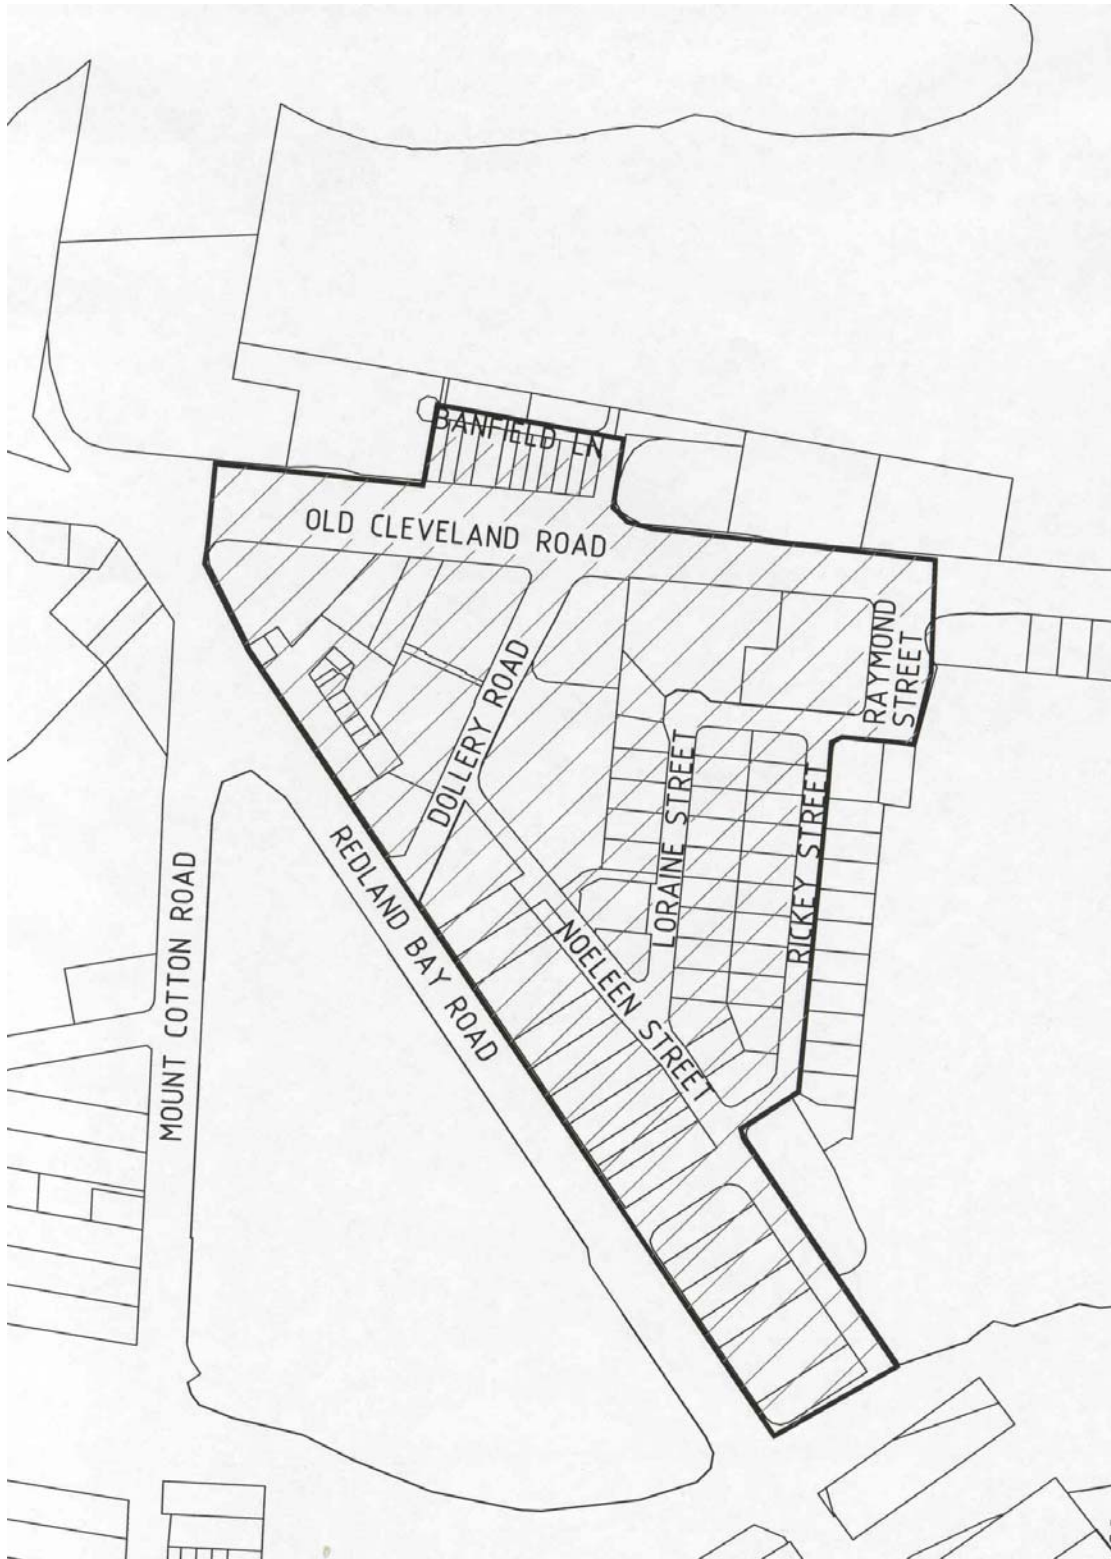 BANFIELD LN
OLD CLEVELAND ROAD
RAYMOND
STREET
DOLLERY ROAD
LORAINE STREET
RICKEY STREET
REDLAND BAY ROAD
MOUNT COTTON ROAD
NOELEEN STREET